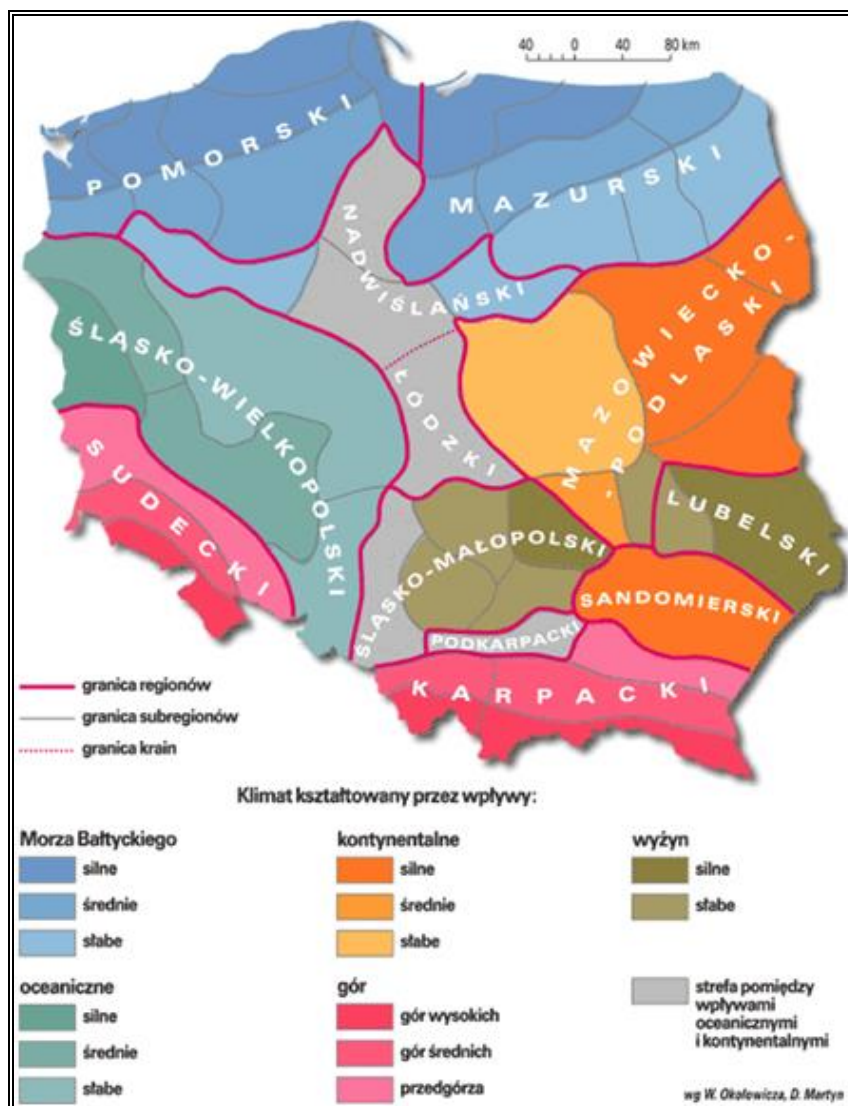 40 0 40 80 km
POMORSKI
MAZURSKI
NADWIŚLAŃSKI
MAZOWIECKO-
-PODLASKI
ŚLĄSKO-WIELKOPOLSKI
ŁÓDZKI
SUDECKI
LUBELSKI
ŚLĄSKO-MAŁOPOLSKI
SANDOMIERSKI
PODKARPACKI
KARPACKI
granica regionów
granica subregionów
granica krain
Klimat kształtowany przez wpływy:
Morza Bałtyckiego
silne
średnie
słabe
kontynentalne
silne
średnie
słabe
wyżyn
silne
słabe
oceaniczne
silne
średnie
słabe
gór
gór wysokich
gór średnich
przedgórza
strefa pomiędzy
wpływami
oceanicznymi
i kontynentalnymi
wg W. Okołowicza, D. Martyn